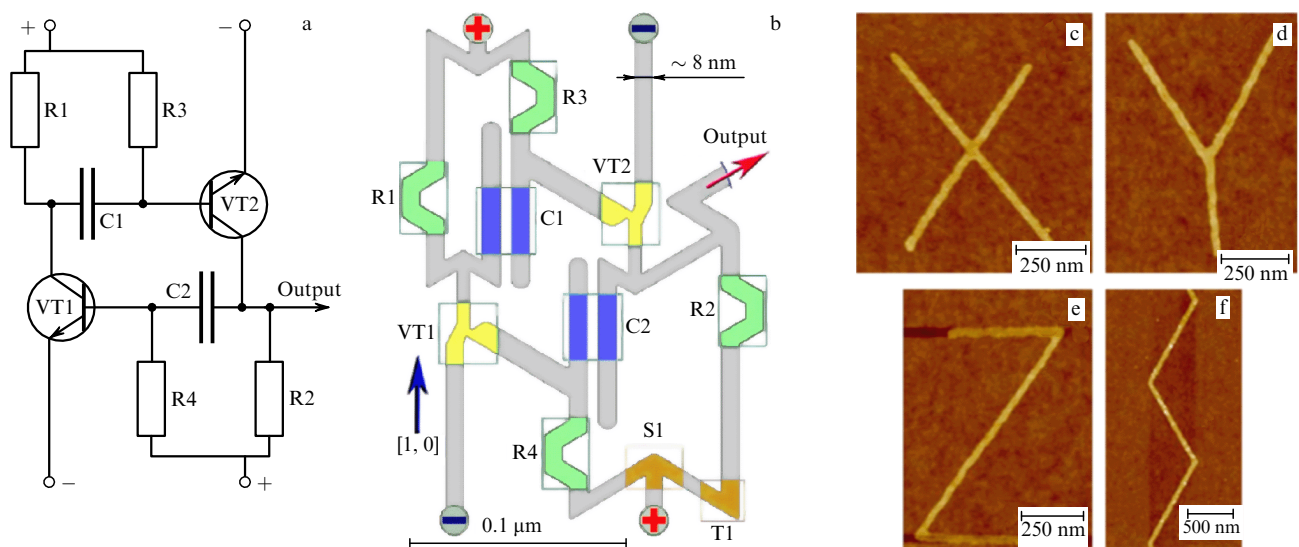 a
+
−
R1
R3
C1
VT2
VT1
C2
Output
R4
R2
−
+
b
+
−
∼ 8 nm
R3
Output
VT2
R1
C1
R2
C2
VT1
[1, 0]
R4
S1
−
0.1 μm
+
T1
c
250 nm
d
250 nm
e
250 nm
f
500 nm